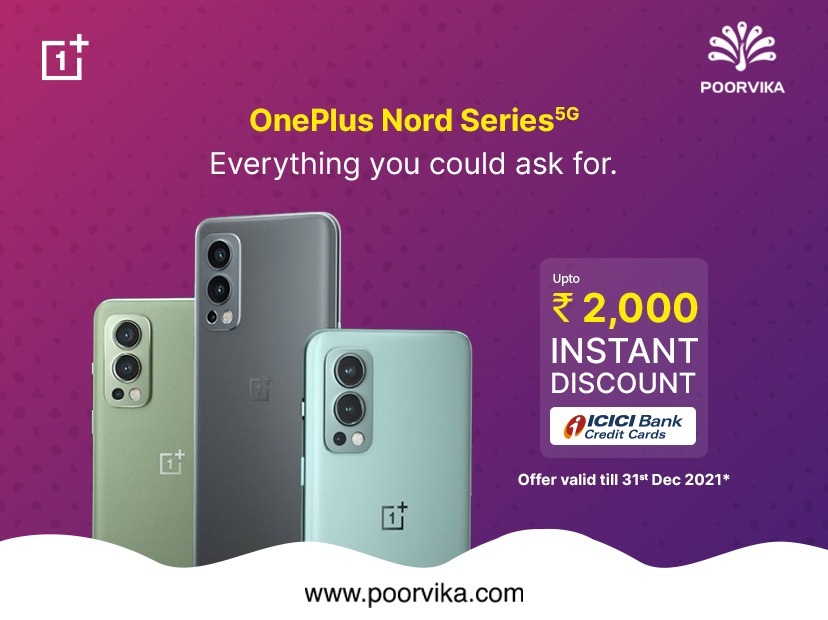 1+
POORVIKA
OnePlus Nord Series5G
Everything you could ask for.
Upto
₹ 2,000
INSTANT
DISCOUNT
ICICI Bank
Credit Cards
Offer valid till 31st Dec 2021*
www.poorvika.com